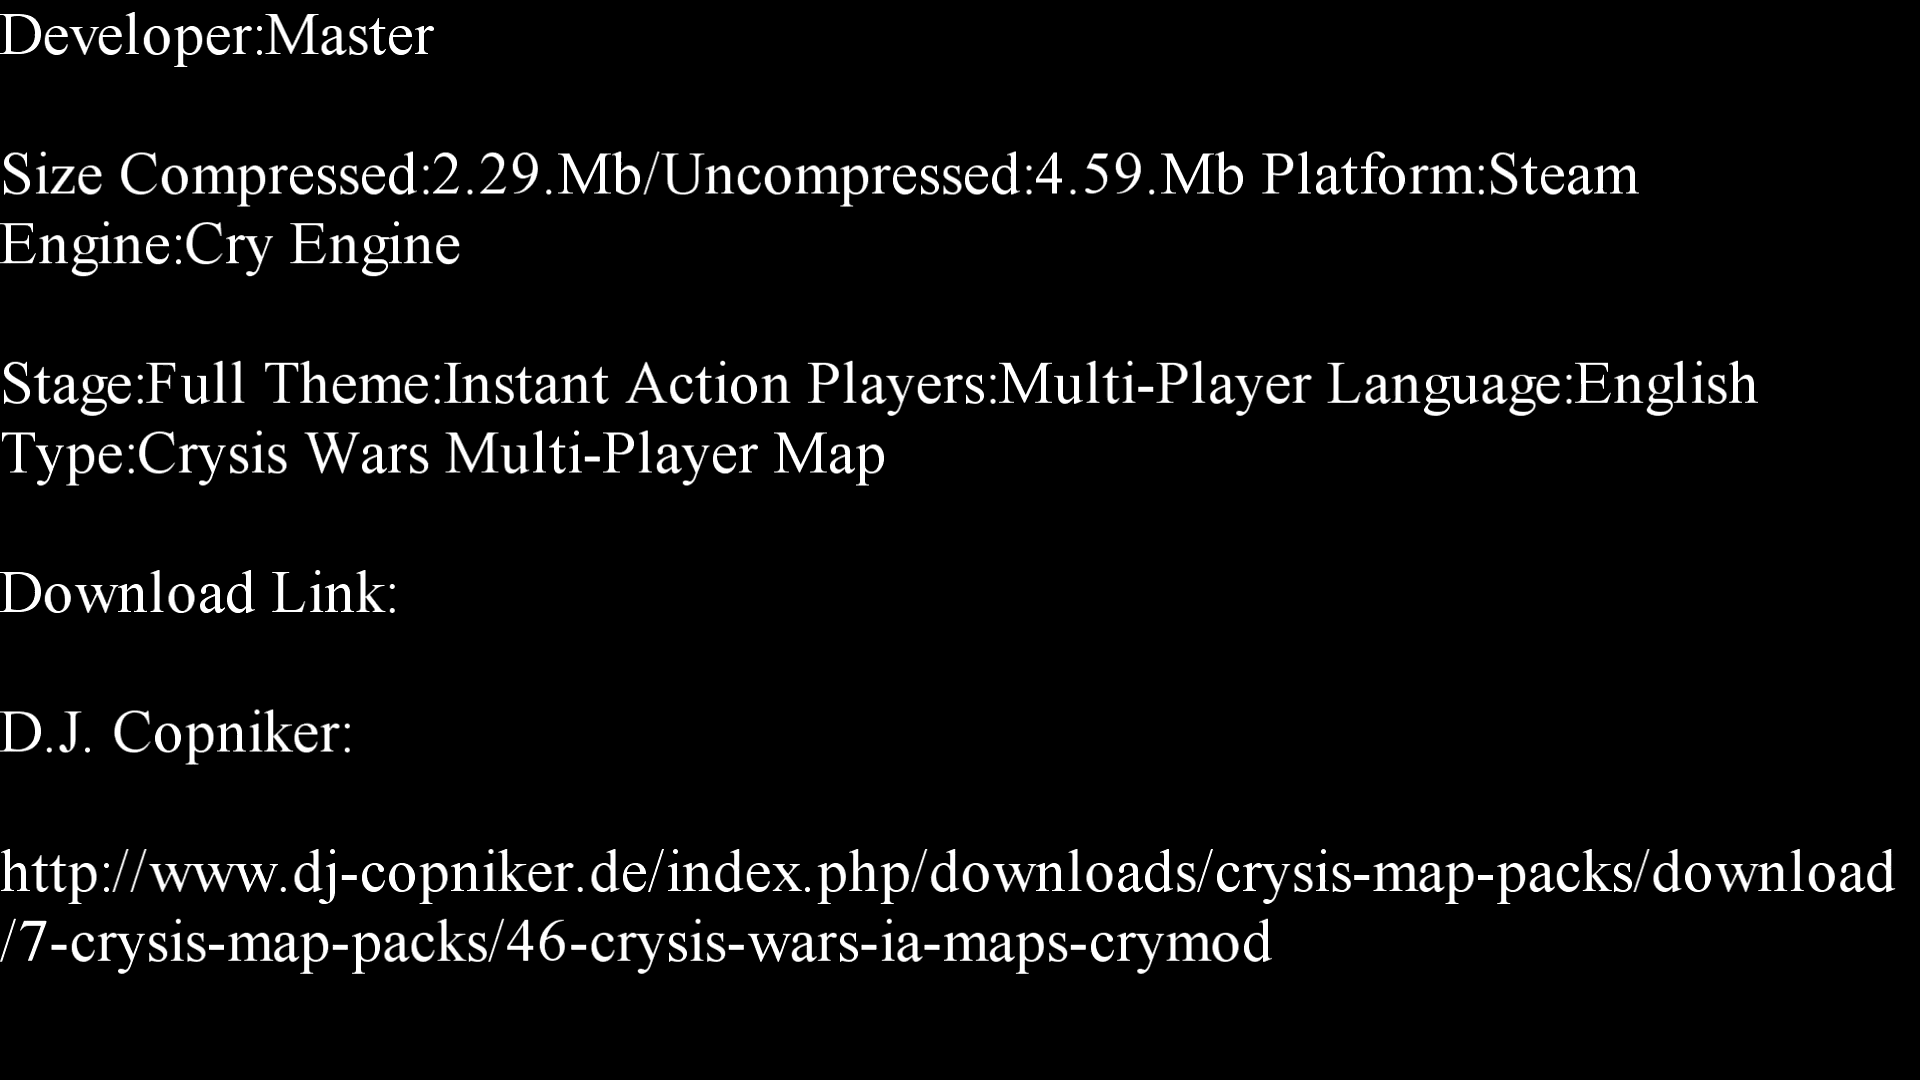 Developer:Master
Size Compressed:2.29.Mb/Uncompressed:4.59.Mb Platform:Steam
Engine:Cry Engine
Stage:Full Theme:Instant Action Players:Multi-Player Language:English
Type:Crysis Wars Multi-Player Map
Download Link:
D.J. Copniker:
http://www.dj-copniker.de/index.php/downloads/crysis-map-packs/download
/7-crysis-map-packs/46-crysis-wars-ia-maps-crymod